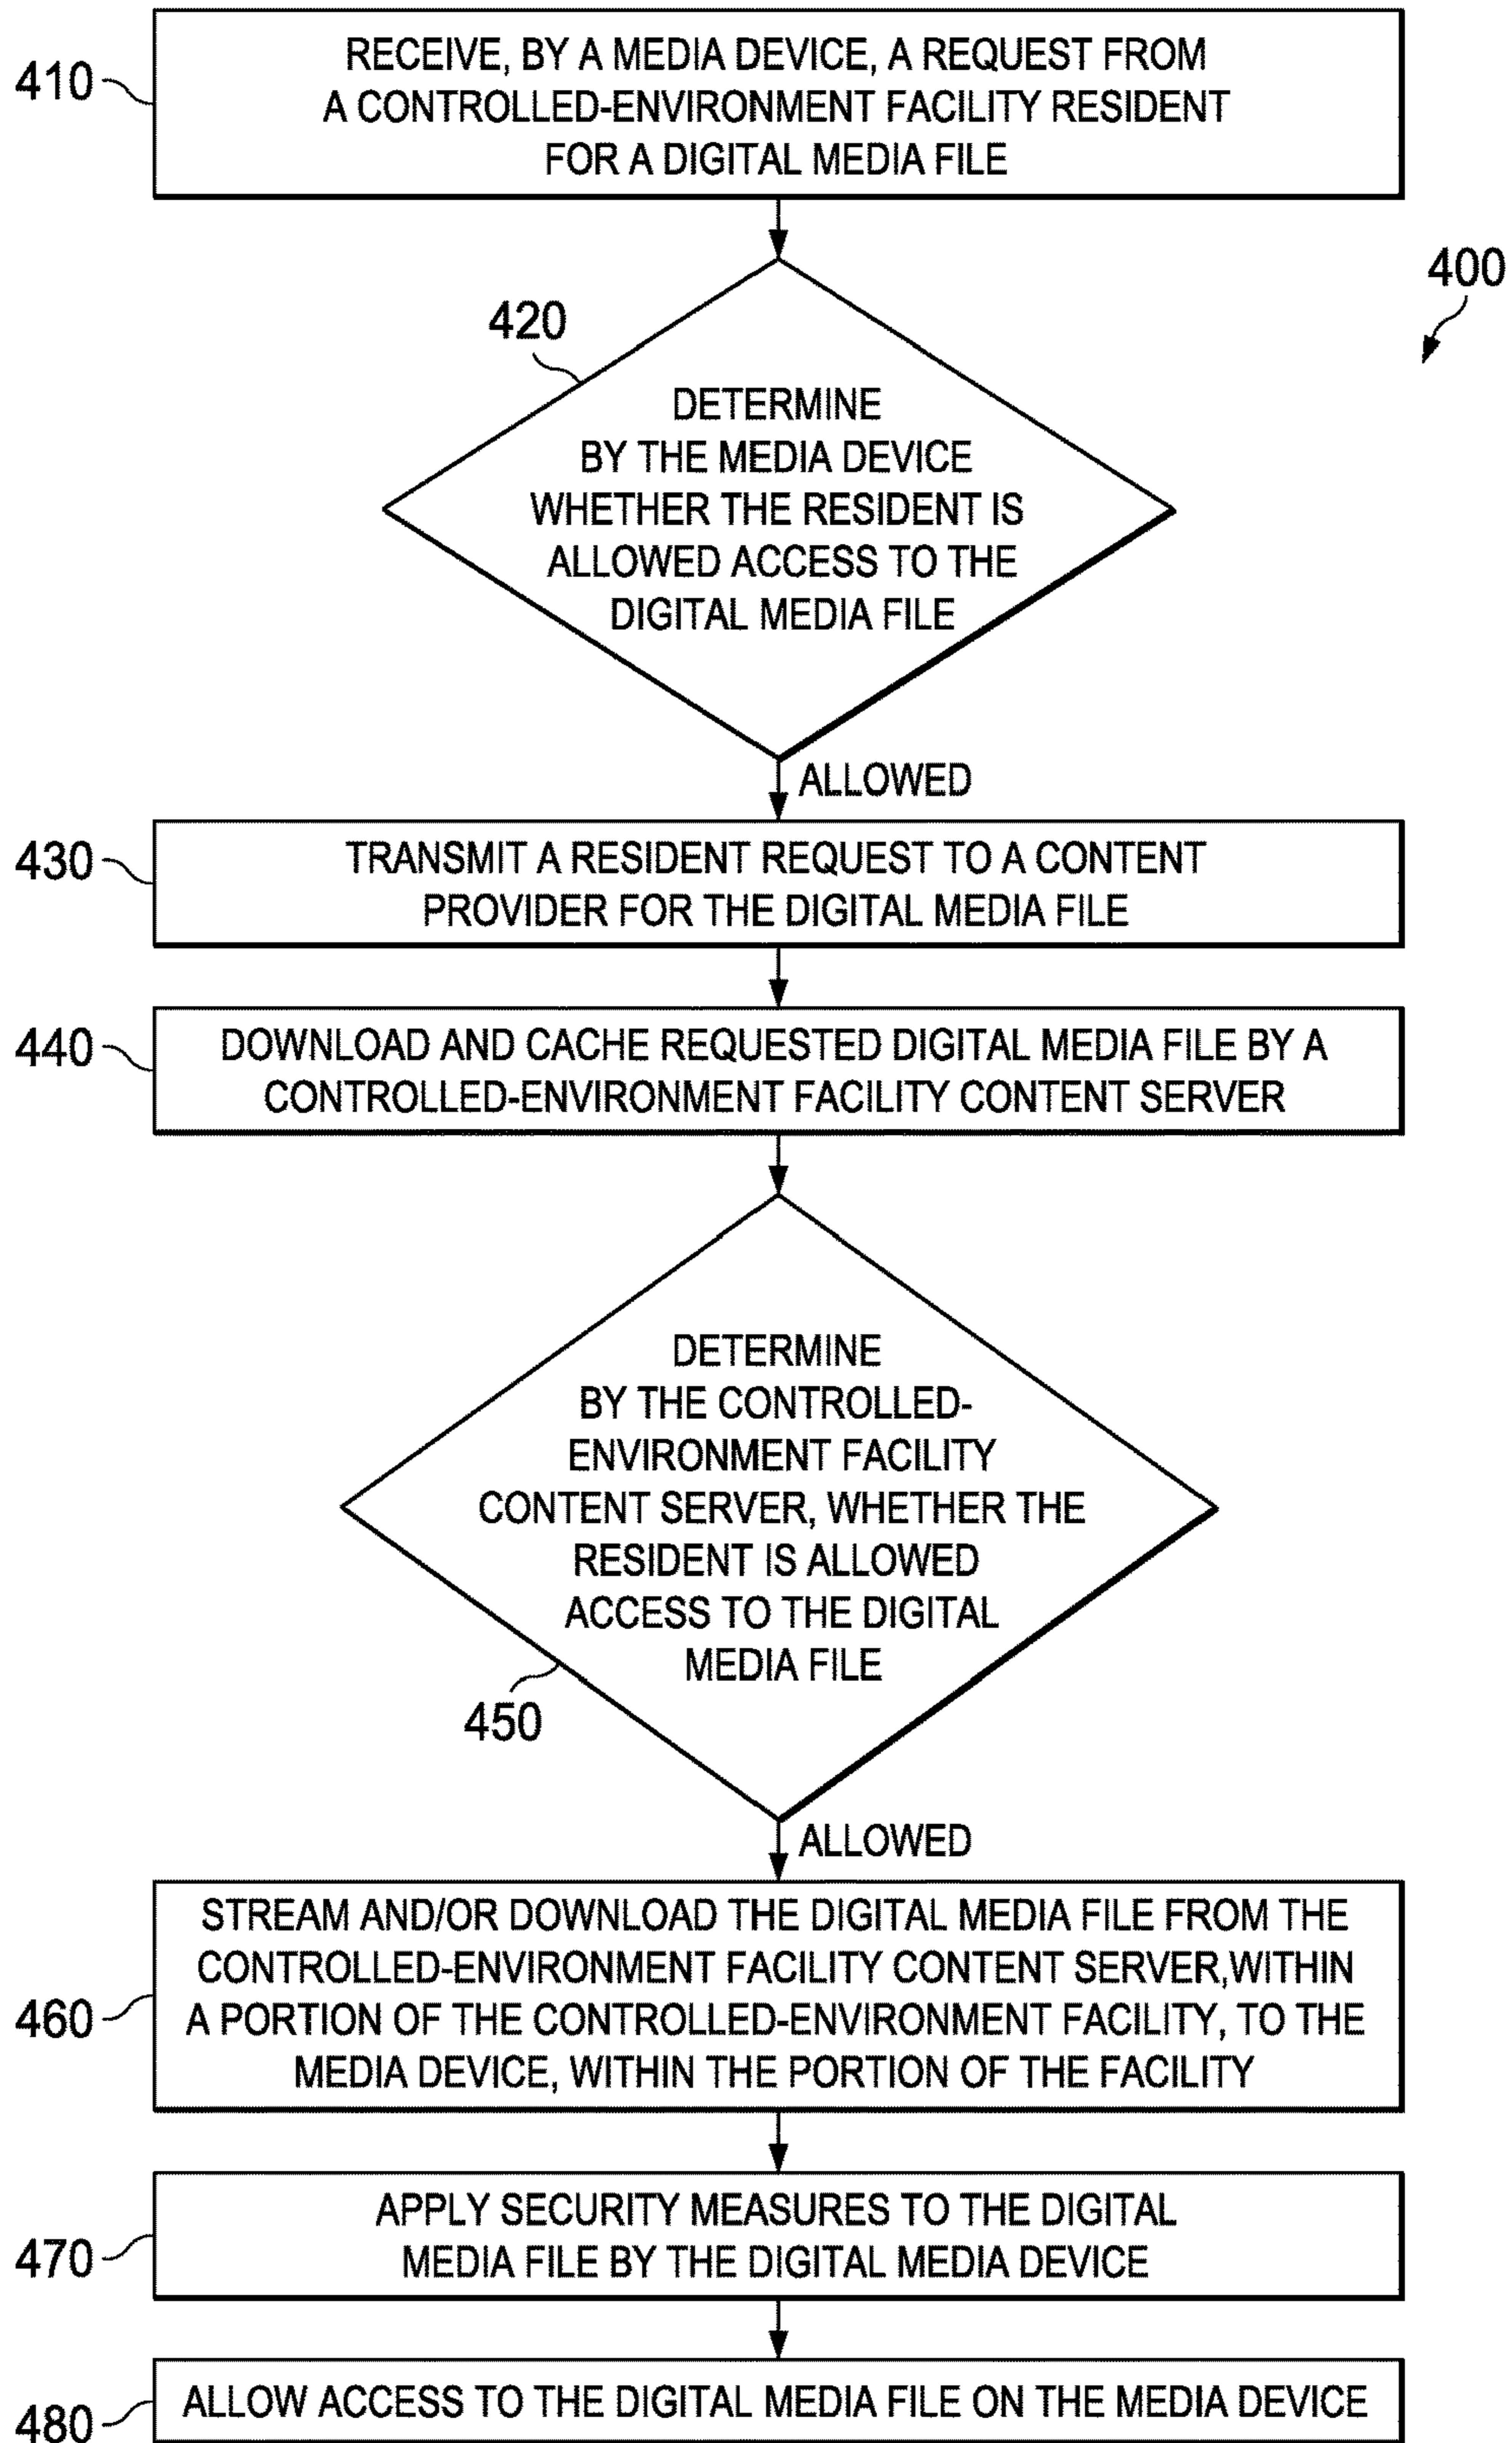 410
RECEIVE, BY A MEDIA DEVICE, A REQUEST FROM
A CONTROLLED-ENVIRONMENT FACILITY RESIDENT
FOR A DIGITAL MEDIA FILE
400
420
DETERMINE
BY THE MEDIA DEVICE
WHETHER THE RESIDENT IS
ALLOWED ACCESS TO THE
DIGITAL MEDIA FILE
ALLOWED
430
TRANSMIT A RESIDENT REQUEST TO A CONTENT
PROVIDER FOR THE DIGITAL MEDIA FILE
440
DOWNLOAD AND CACHE REQUESTED DIGITAL MEDIA FILE BY A
CONTROLLED-ENVIRONMENT FACILITY CONTENT SERVER
DETERMINE
BY THE CONTROLLED-
ENVIRONMENT FACILITY
CONTENT SERVER, WHETHER THE
RESIDENT IS ALLOWED
ACCESS TO THE DIGITAL
MEDIA FILE
450
ALLOWED
460
STREAM AND/OR DOWNLOAD THE DIGITAL MEDIA FILE FROM THE
CONTROLLED-ENVIRONMENT FACILITY CONTENT SERVER,WITHIN
A PORTION OF THE CONTROLLED-ENVIRONMENT FACILITY, TO THE
MEDIA DEVICE, WITHIN THE PORTION OF THE FACILITY
470
APPLY SECURITY MEASURES TO THE DIGITAL
MEDIA FILE BY THE DIGITAL MEDIA DEVICE
480
ALLOW ACCESS TO THE DIGITAL MEDIA FILE ON THE MEDIA DEVICE